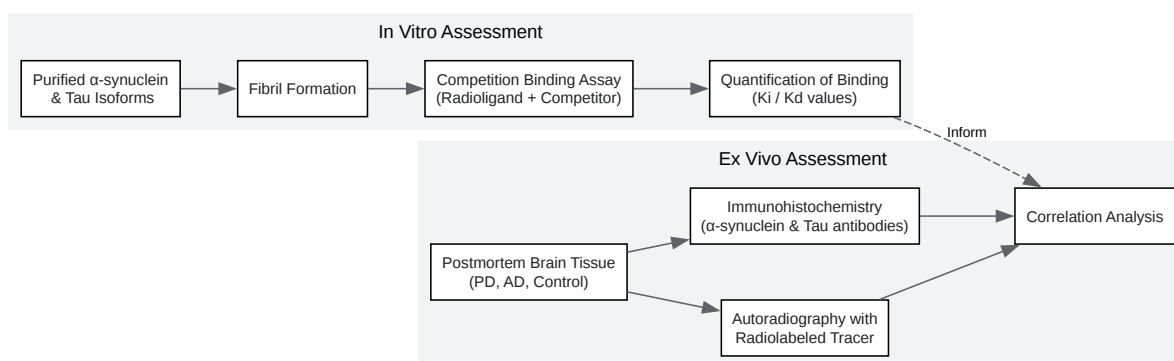 In Vitro Assessment
Purified α-synuclein
& Tau Isoforms
Fibril Formation
Competition Binding Assay
(Radioligand + Competitor)
Quantification of Binding
(Ki / Kd values)
Inform
Ex Vivo Assessment
Postmortem Brain Tissue
(PD, AD, Control)
Immunohistochemistry
(α-synuclein & Tau antibodies)
Autoradiography with
Radiolabeled Tracer
Correlation Analysis